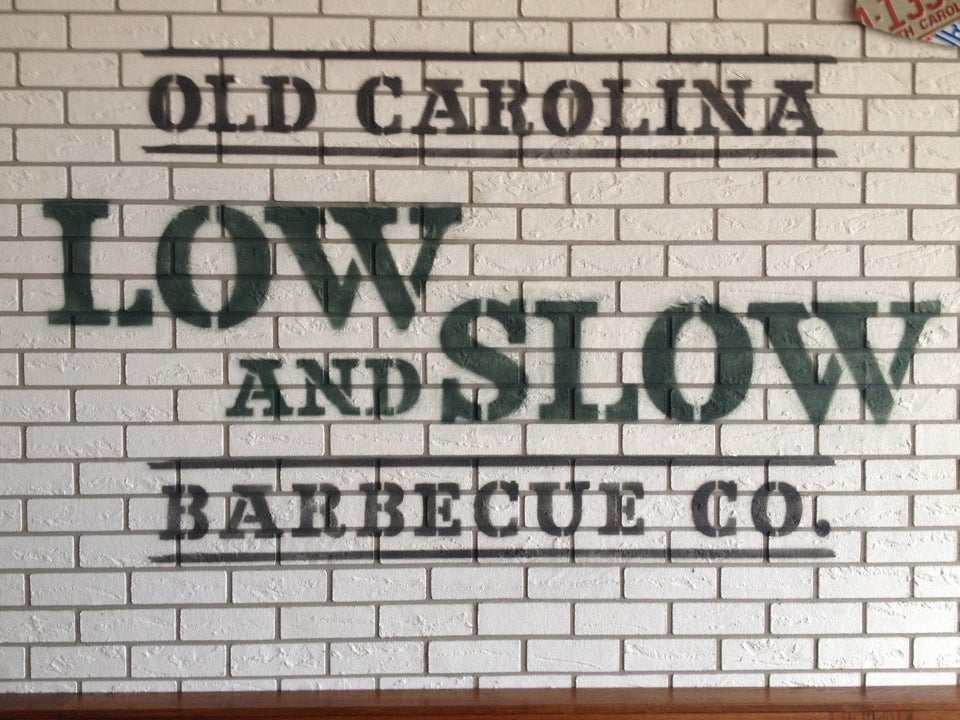 OLD CAROLINA
LOW
AND SLOW
BARBECUE CO.